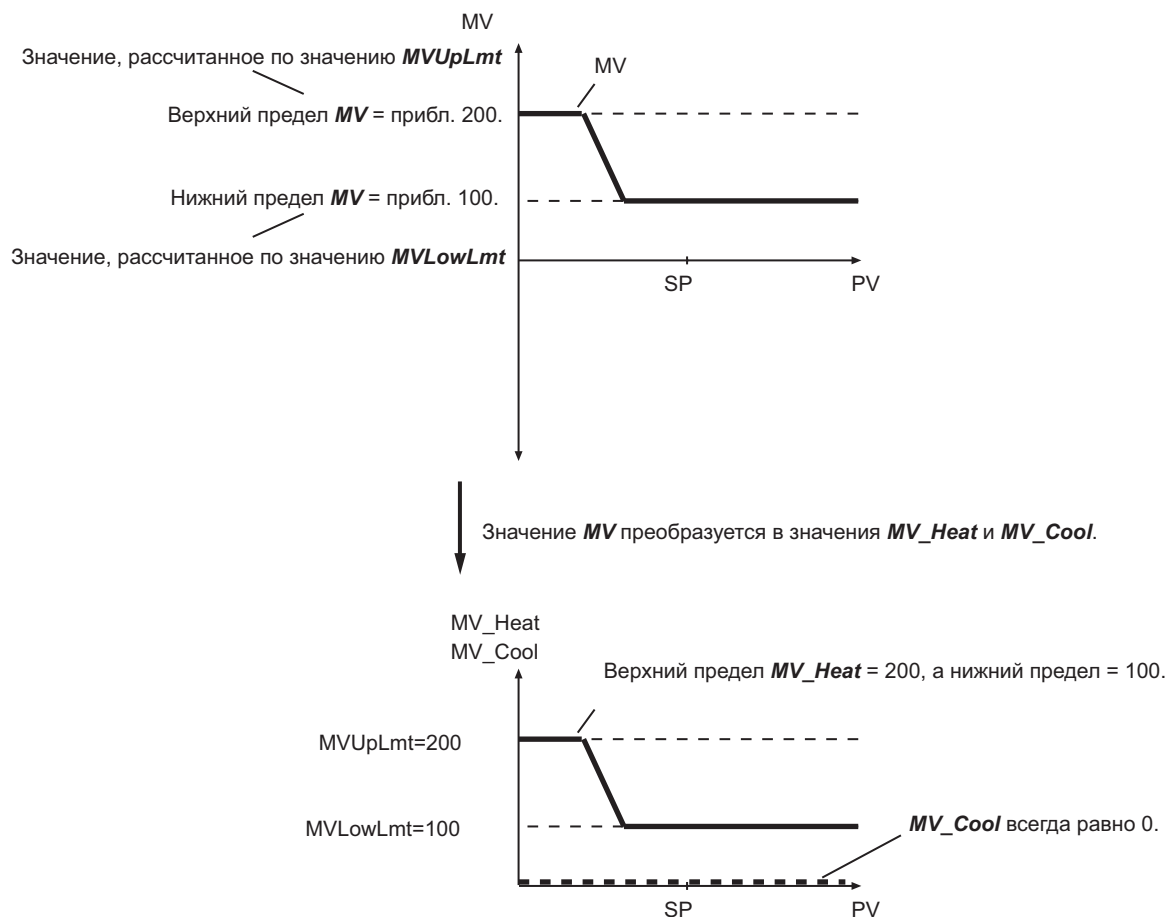 MV
Значение, рассчитанное по значению MVUpLmt
MV
Верхний предел MV = прибл. 200.
Нижний предел MV = прибл. 100.
Значение, рассчитанное по значению MVLowLmt
SP
PV
Значение MV преобразуется в значения MV_Heat и MV_Cool.
MV_Heat
MV_Cool
Верхний предел MV_Heat = 200, а нижний предел = 100.
MVUpLmt=200
MVLowLmt=100
MV_Cool всегда равно 0.
SP
PV